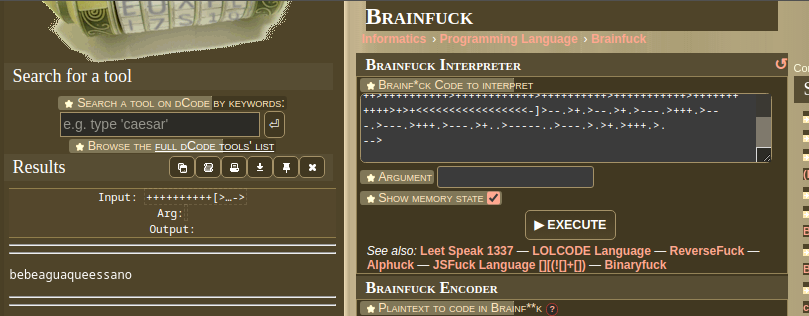 Search for a tool
★ Search a tool on dCode by keywords:
e.g. type 'caesar'
★ Browse the full dCode tools' list
Results
Input: ++++++++++[>…->
Arg:
Output:
bebeaguaqueessano
Brainfuck
Informatics › Programming Language › Brainfuck
Brainfuck Interpreter
★ Brainf*ck Code to interpret
++++>+>+<<<<<<<<<<<<<<<<<-]>--.>+.>--.>+.>---.>+++.>--
-.>---.>+++.>---.>+..>-----..>---.>.>+.>+++.>.
-->
★ Argument
★ Show memory state
▶ EXECUTE
See also: Leet Speak 1337 — LOLCODE Language — ReverseFuck —
Alphuck — JSFuck Language [][(![]+[]) — Binaryfuck
Brainfuck Encoder
★ Plaintext to code in Brainf**k ?
Co
S